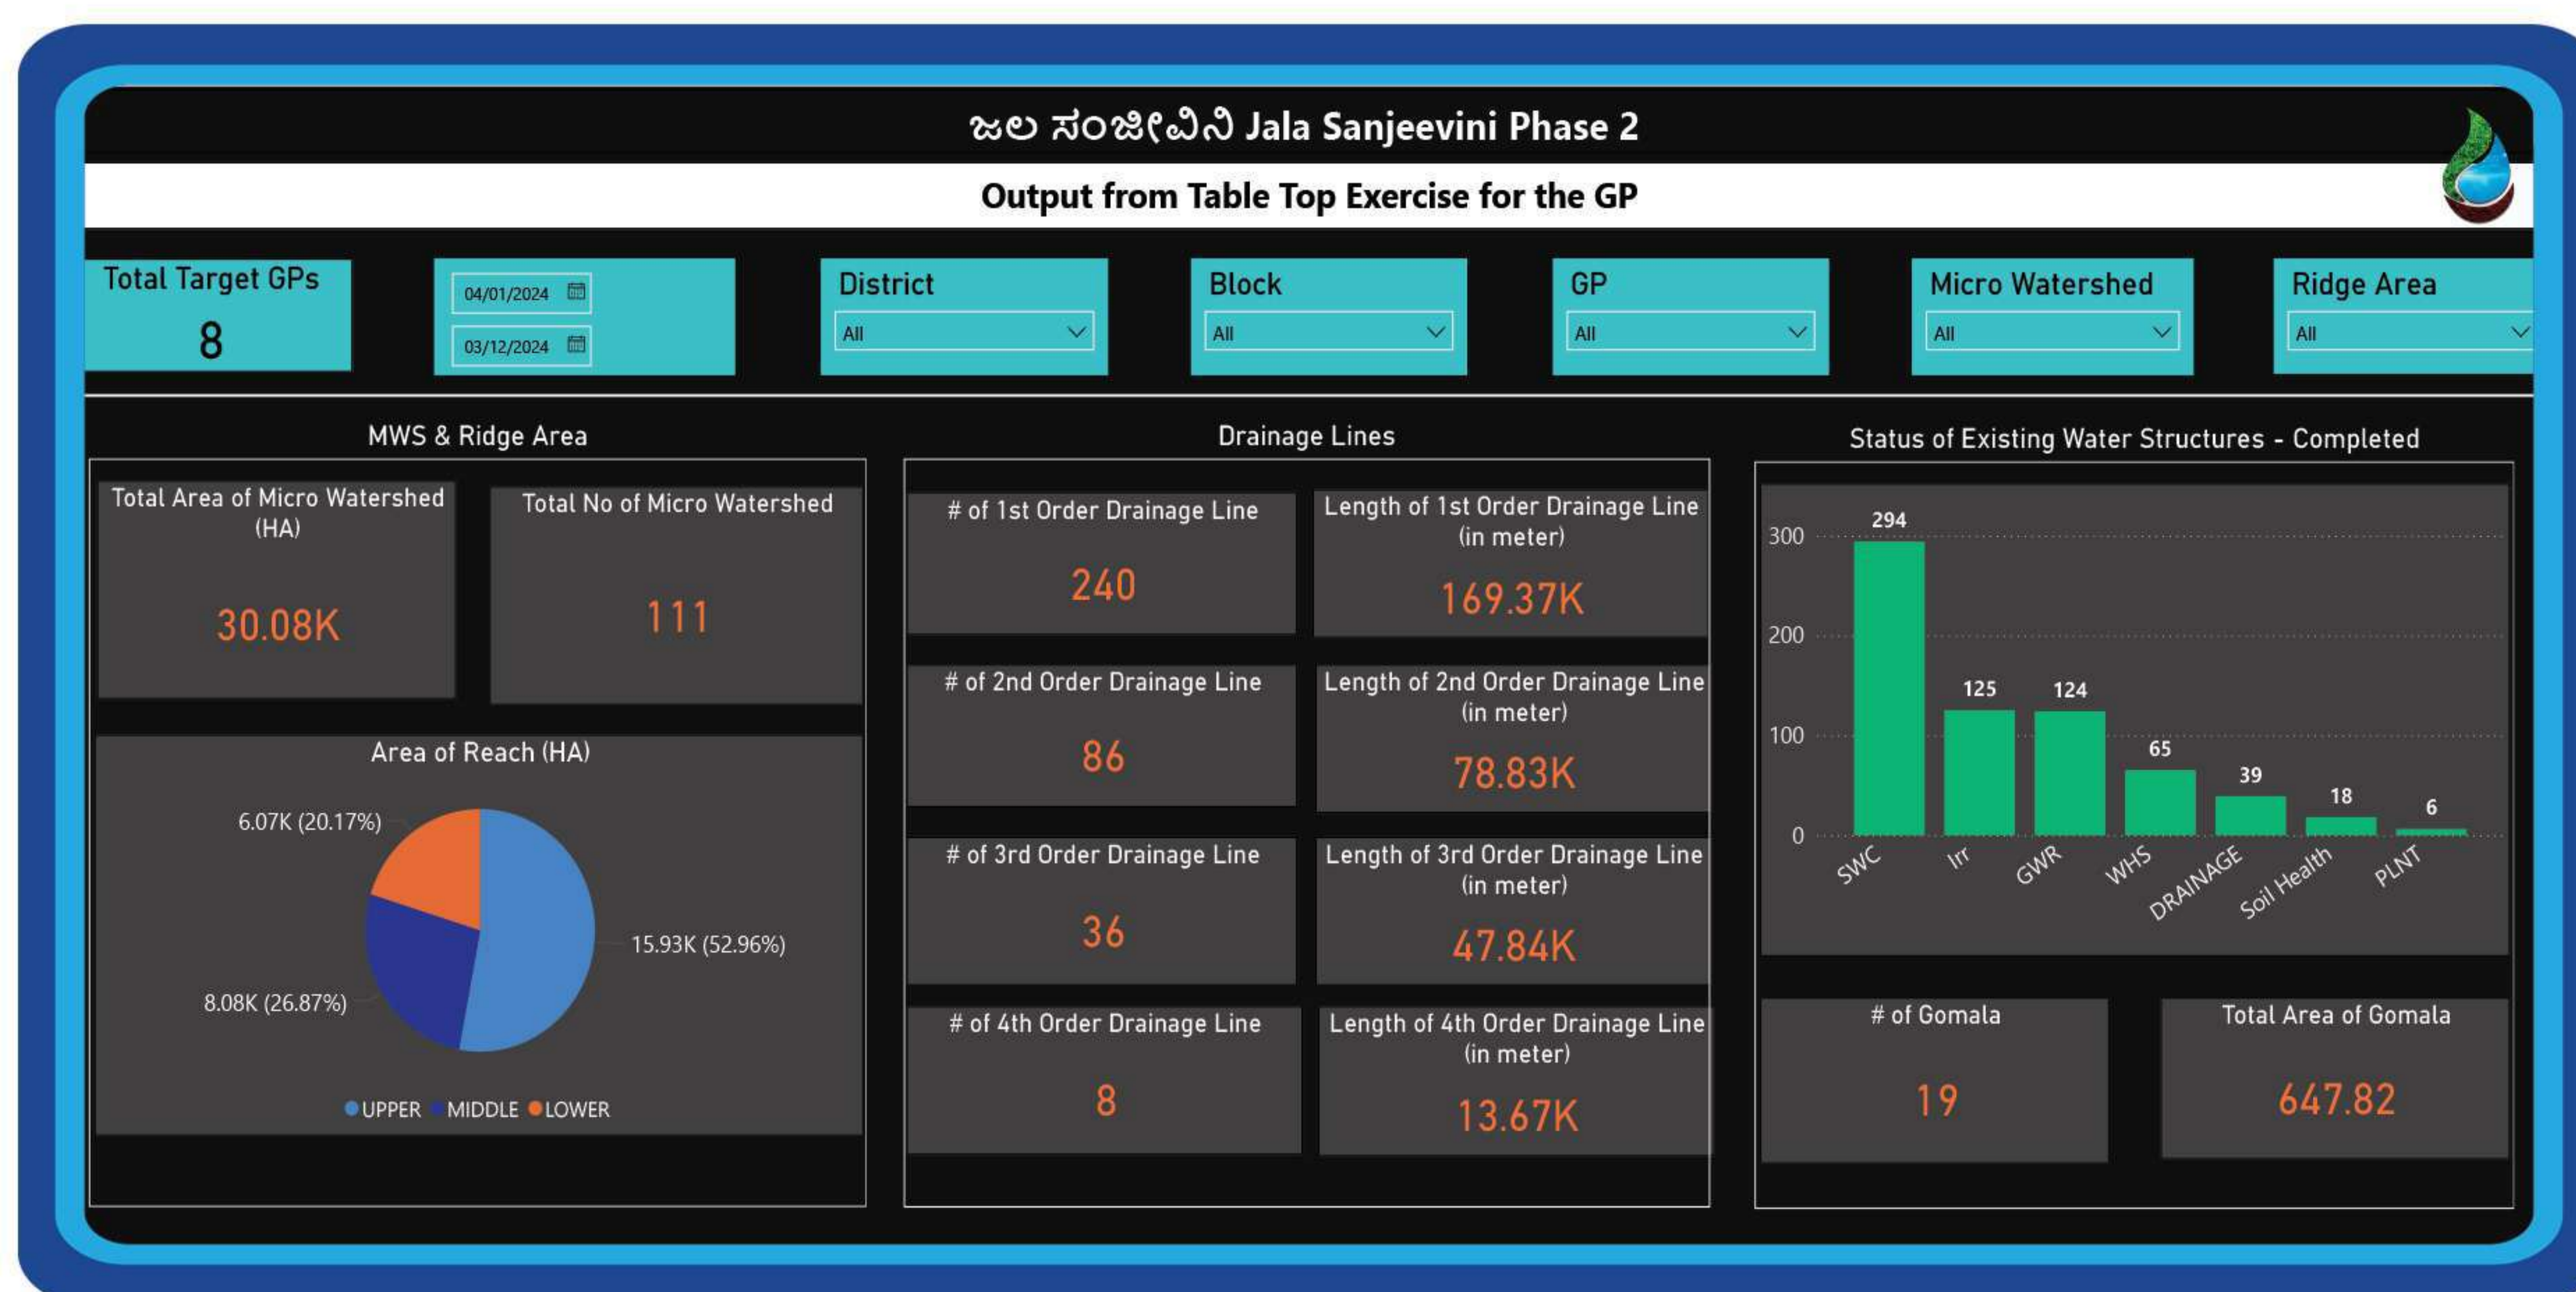 ಜಲ ಸಂಜೀವಿನಿ Jala Sanjeevini Phase 2
Output from Table Top Exercise for the GP
Total Target GPs
8
04/01/2024
03/12/2024
District
All
Block
All
GP
All
Micro Watershed
All
Ridge Area
All
MWS & Ridge Area
Total Area of Micro Watershed
(HA)
30.08K
Total No of Micro Watershed
111
Area of Reach (HA)
6.07K (20.17%)
15.93K (52.96%)
8.08K (26.87%)
UPPER MIDDLE LOWER
Drainage Lines
# of 1st Order Drainage Line
240
Length of 1st Order Drainage Line
(in meter)
169.37K
# of 2nd Order Drainage Line
86
Length of 2nd Order Drainage Line
(in meter)
78.83K
# of 3rd Order Drainage Line
36
Length of 3rd Order Drainage Line
(in meter)
47.84K
# of 4th Order Drainage Line
8
Length of 4th Order Drainage Line
(in meter)
13.67K
Status of Existing Water Structures - Completed
300
200
100
0
294
125
124
65
39
18
6
SWC
Irr
GWR
WHS
DRAINAGE
Soil Health
PLNT
# of Gomala
19
Total Area of Gomala
647.82